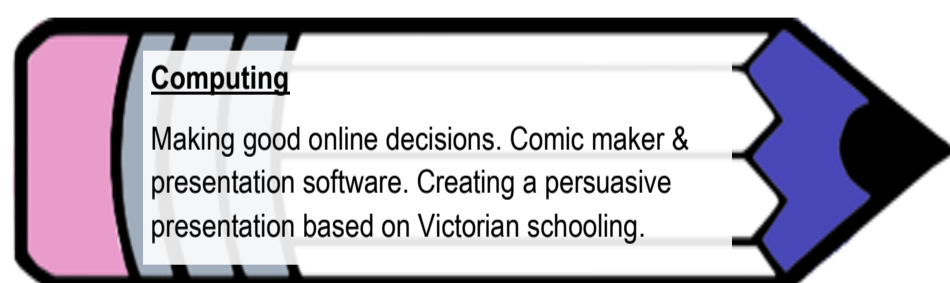 Computing
Making good online decisions. Comic maker &
presentation software. Creating a persuasive
presentation based on Victorian schooling.